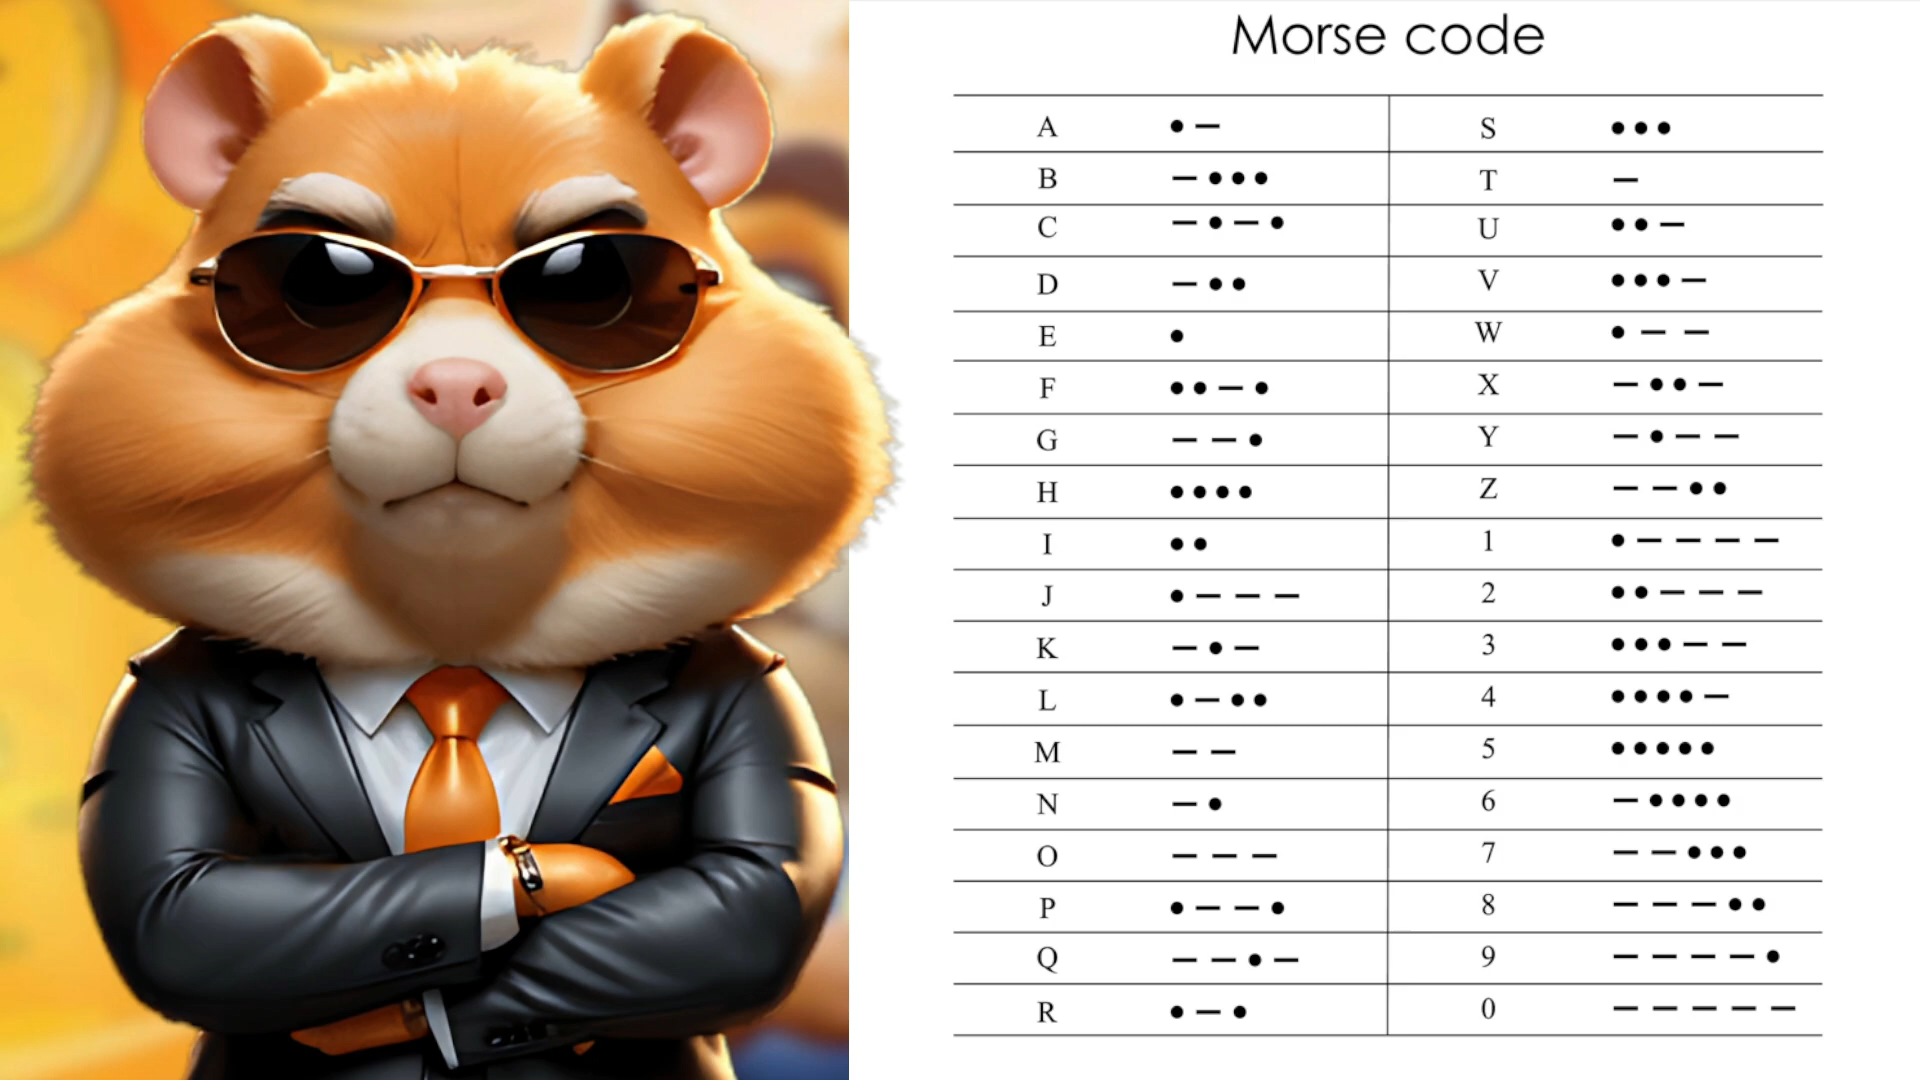 Morse code
A •— S •••
B —••• T —
C —•—• U ••—
D —•• V •••—
E • W •——
F ••—• X —••—
G ——• Y —•——
H •••• Z ——••
I •• 1 •————
J •——— 2 ••———
K —•— 3 •••——
L •—•• 4 ••••—
M —— 5 •••••
N —• 6 —••••
O ——— 7 ——•••
P •——• 8 ———••
Q ——•— 9 ————•
R •—• 0 —————